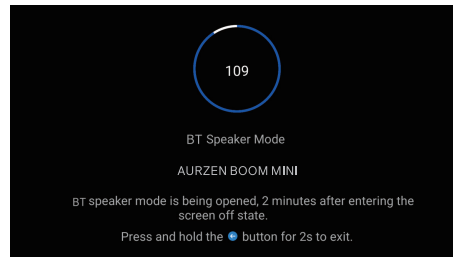 109
BT Speaker Mode
AURZEN BOOM MINI
BT speaker mode is being opened, 2 minutes after entering the
screen off state.
Press and hold the button for 2s to exit.